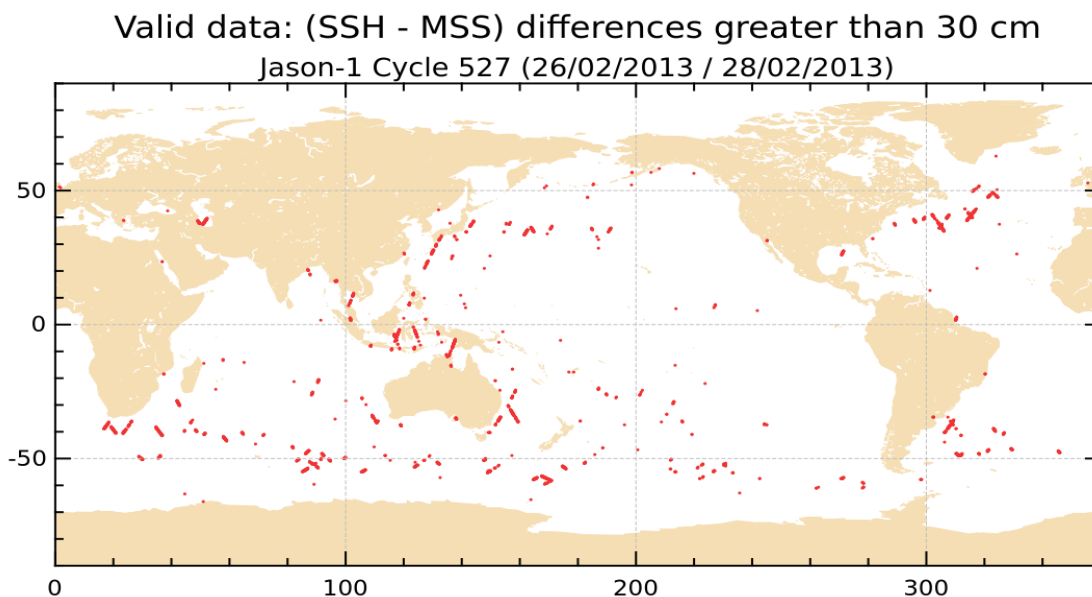 Valid data: (SSH - MSS) differences greater than 30 cm
Jason-1 Cycle 527 (26/02/2013 / 28/02/2013)
50
0
-50
0 100 200 300